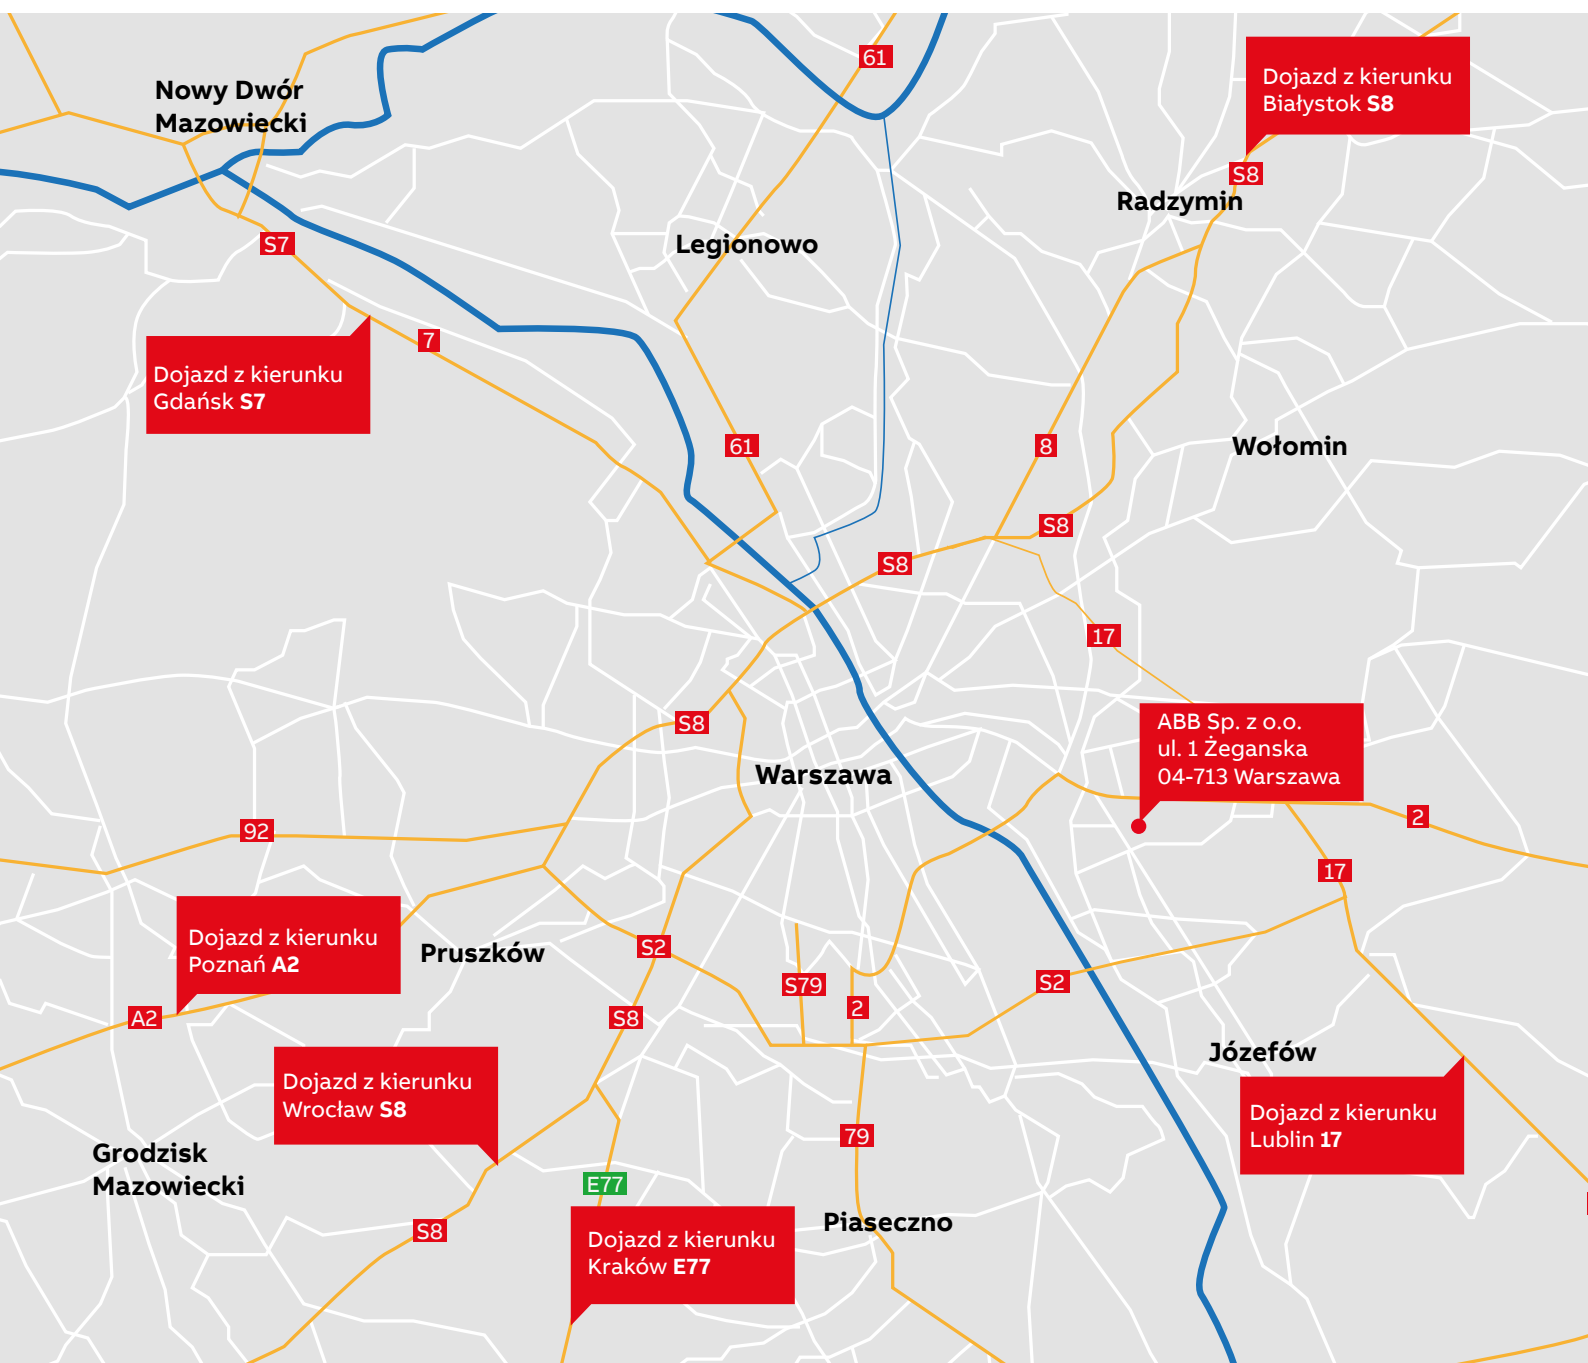 61
Dojazd z kierunku
Białystok S8
Nowy Dwór
Mazowiecki
S8
Radzymin
S7
Legionowo
7
Dojazd z kierunku
Gdańsk S7
61
8
Wołomin
S8
S8
17
S8
ABB Sp. z o.o.
ul. 1 Żeganska
04-713 Warszawa
Warszawa
92
2
17
Dojazd z kierunku
Poznań A2
Pruszków
S2
S79
S2
2
A2
S8
Józefów
Dojazd z kierunku
Wrocław S8
Dojazd z kierunku
Lublin 17
79
Grodzisk
Mazowiecki
E77
S8
Piaseczno
Dojazd z kierunku
Kraków E77